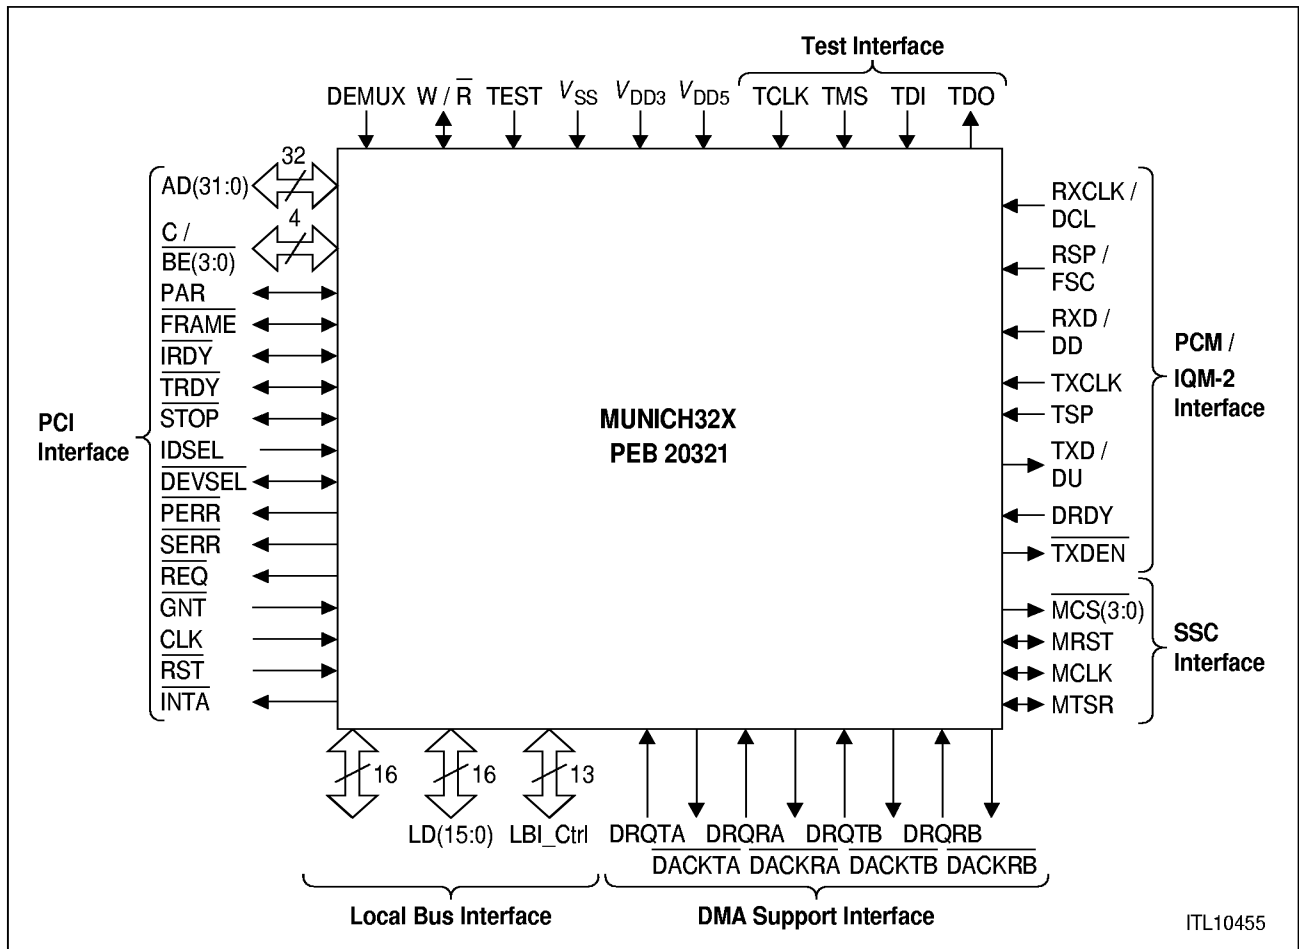 Test Interface
DEMUX W / R TEST VSS VDD3 VDD5 TCLK TMS TDI TDO
32
AD(31:0)
4
C /
BE(3:0)
PAR
FRAME
IRDY
TRDY
STOP
IDSEL
DEVSEL
PERR
SERR
REQ
GNT
CLK
RST
INTA
PCI
Interface
MUNICH32X
PEB 20321
RXCLK /
DCL
RSP /
FSC
RXD /
DD
TXCLK
TSP
TXD /
DU
DRDY
TXDEN
PCM /
IQM-2
Interface
MCS(3:0)
MRST
MCLK
MTSR
SSC
Interface
16 16 13
LD(15:0) LBI_Ctrl DRQTA DRQRA DRQTB DRQRB
DACKTA DACKRA DACKTB DACKRB
Local Bus Interface DMA Support Interface
ITL10455